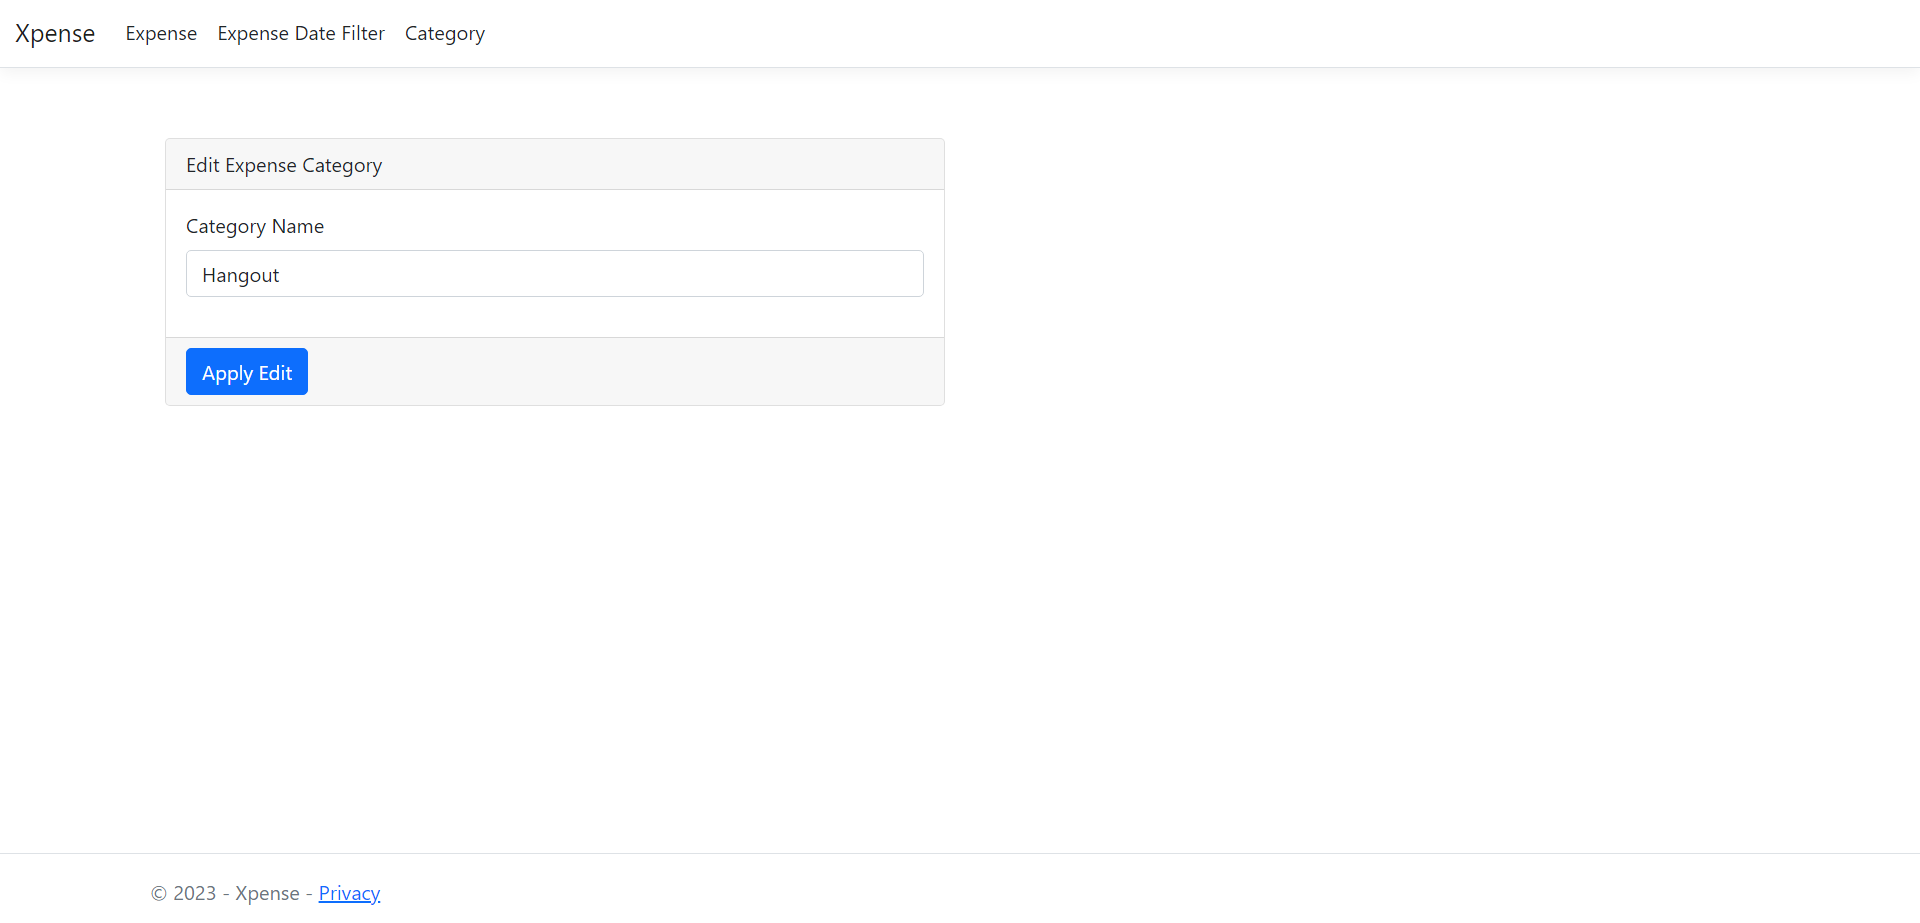 Xpense Expense Expense Date Filter Category
Edit Expense Category
Category Name
Hangout
Apply Edit
© 2023 - Xpense - Privacy